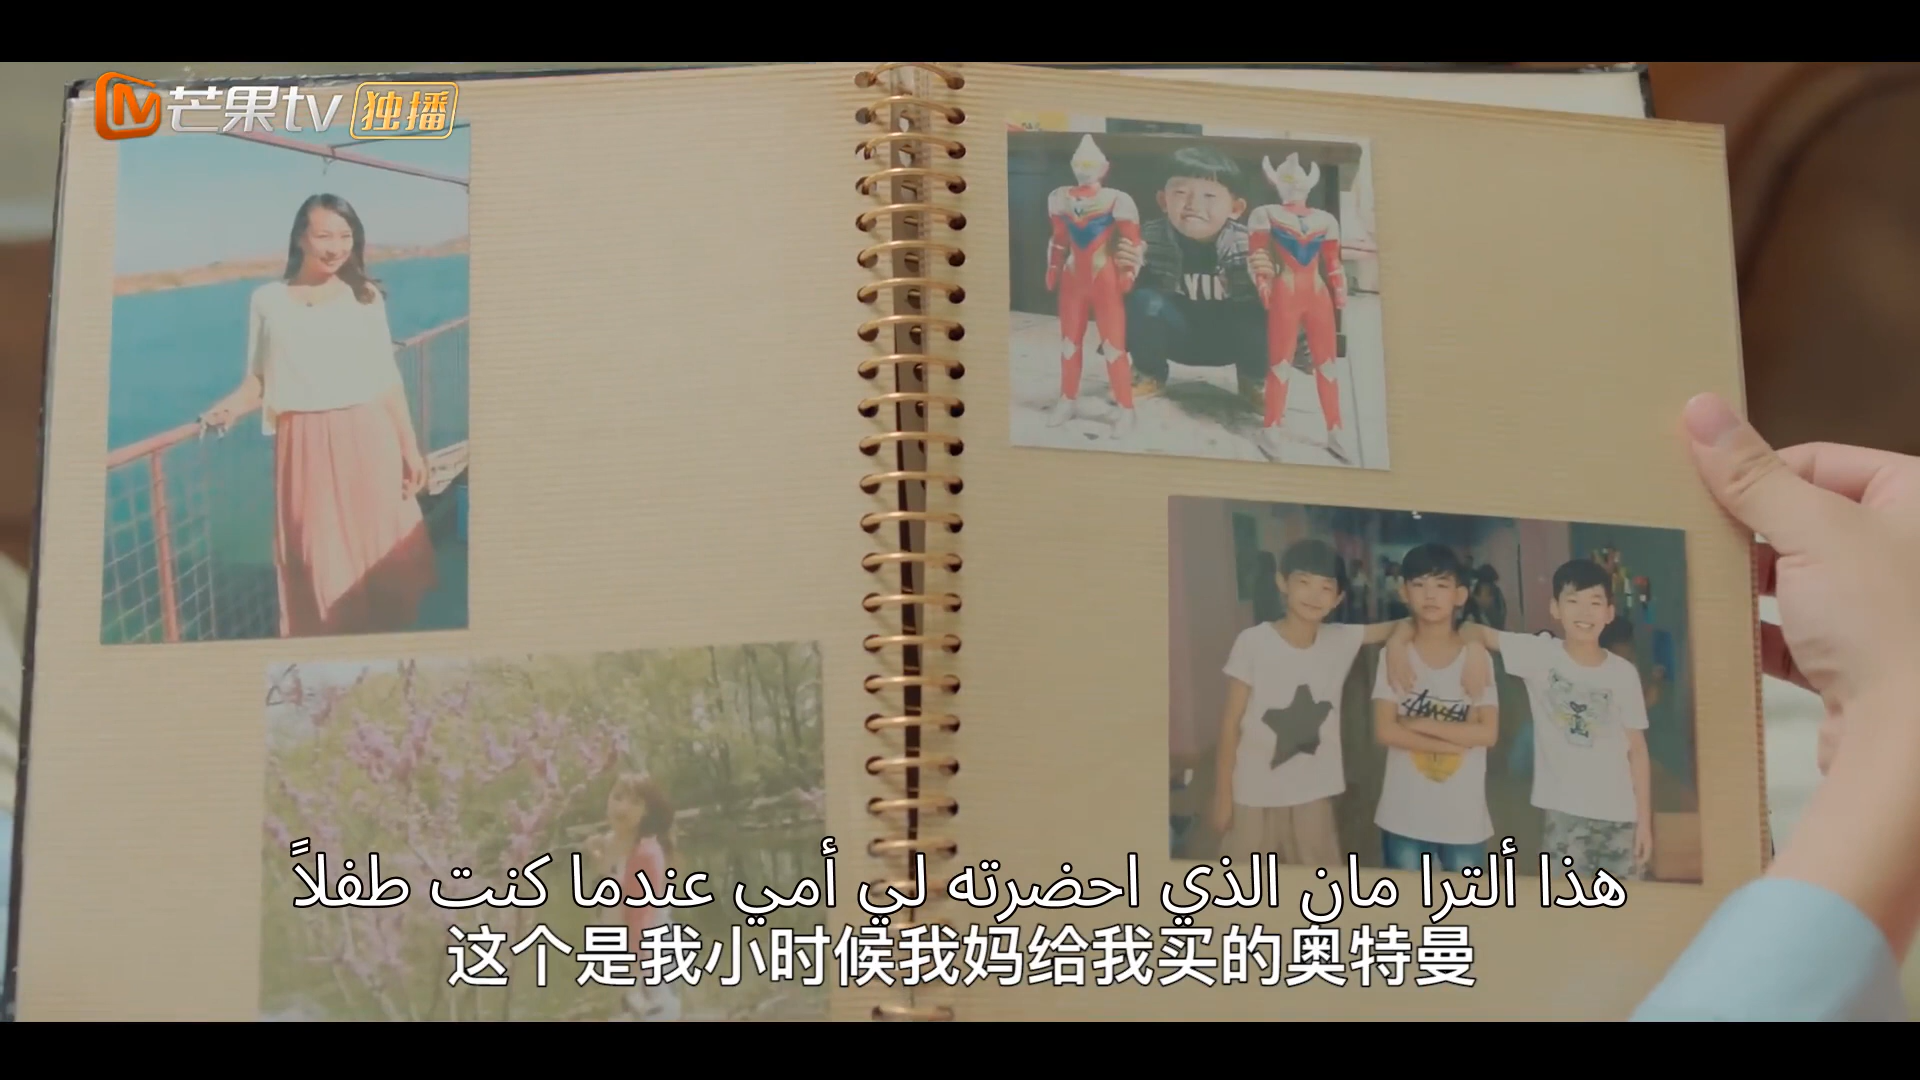 芒果tv 独播
هذا ألترا مان الذي احضرته لي أمي عندما كنت طفلاً
这个是我小时候我妈给我买的奥特曼